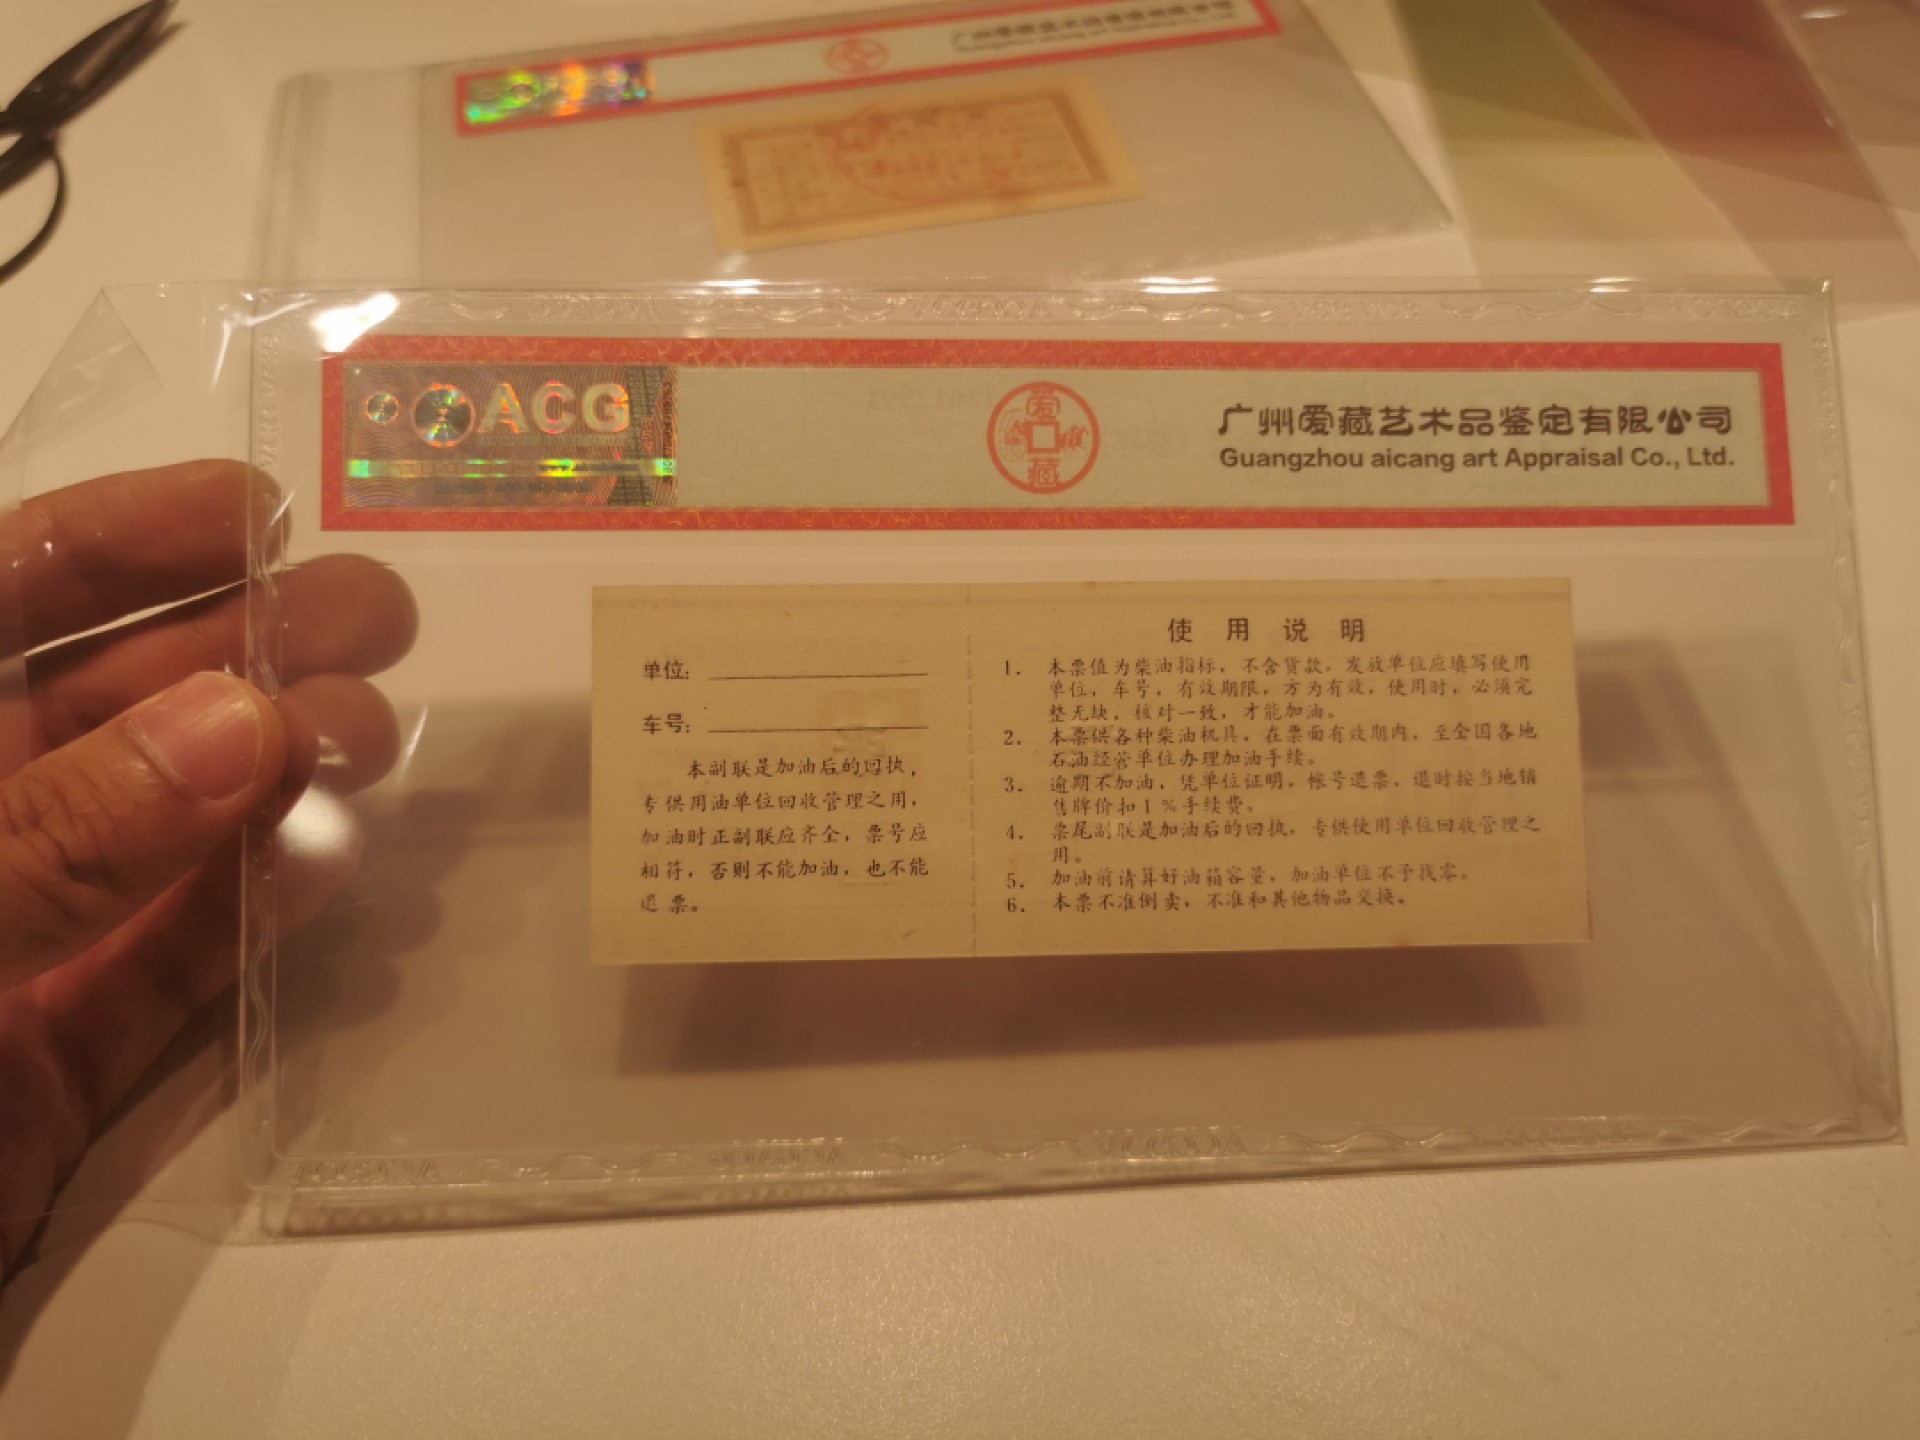 ACG
爱藏
广州爱藏艺术品鉴定有限公司
Guangzhou aicang art Appraisal Co., Ltd.
单位:
车号:
本副联是加油后的回执,
专供用油单位回收管理之用,
加油时正副联应齐全,票号应
相符,否则不能加油,也不能
退票。
使用说明
1. 本票值为柴油指标,不含货款,发放单位应填写使用
单位,车号,有效期限,方为有效,使用时,必须完
整无缺,核对一致,才能加油。
2. 本票供各种柴油机具,在票面有效期内,至全国各地
石油经营单位办理加油手续。
3. 逾期不加油,凭单位证明,帐号退票,退时按当地销
售牌价扣1%手续费。
4. 票尾副联是加油后的回执,专供使用单位回收管理之
用。
5. 加油前请算好油箱容量,加油单位不予找零。
6. 本票不准倒卖,不准和其他物品交换。